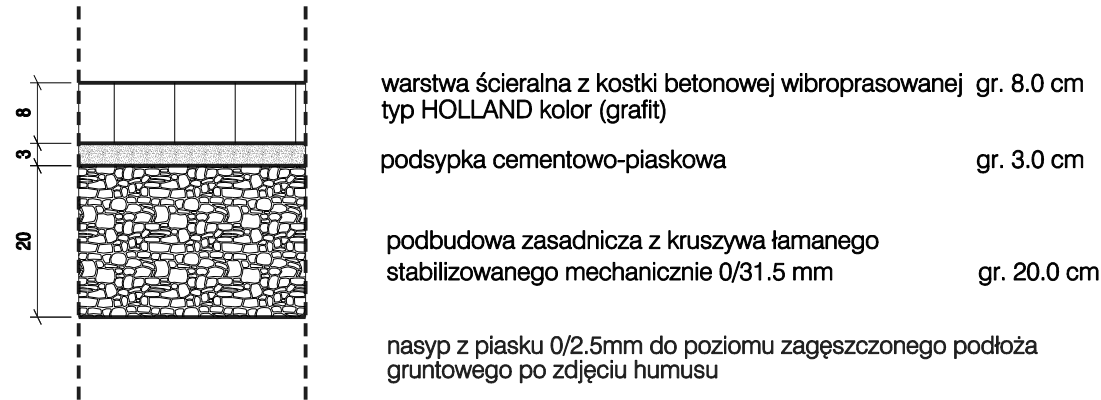 warstwa ścieralna z kostki betonowej wibroprasowanej gr. 8.0 cm
typ HOLLAND kolor (grafit)
8
3
podsypka cementowo-piaskowa gr. 3.0 cm
20
podbudowa zasadnicza z kruszywa łamanego
stabilizowanego mechanicznie 0/31.5 mm gr. 20.0 cm
nasyp z piasku 0/2.5mm do poziomu zagęszczonego podłoża
gruntowego po zdjęciu humusu